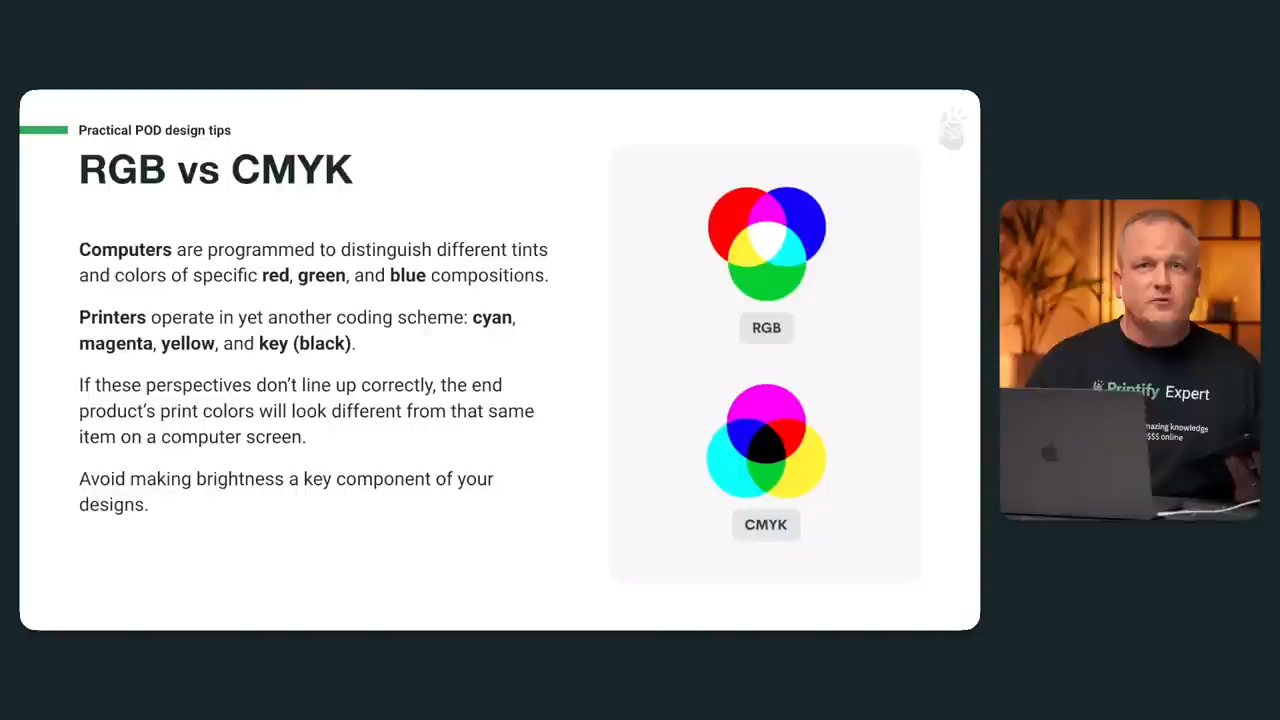 Practical POD design tips
RGB vs CMYK
Computers are programmed to distinguish different tints
and colors of specific red, green, and blue compositions.
Printers operate in yet another coding scheme: cyan,
magenta, yellow, and key (black).
If these perspectives don’t line up correctly, the end
product’s print colors will look different from that same
item on a computer screen.
Avoid making brightness a key component of your
designs.
RGB
CMYK
Printify Expert
mazing knowledge
$$$ online